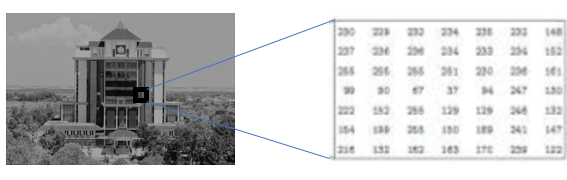 230 229 232 234 235 232 148
237 236 236 234 233 234 152
255 255 255 251 230 236 161
99 90 67 37 94 247 130
222 152 255 129 129 246 132
154 199 255 150 189 241 147
216 132 162 163 170 239 122